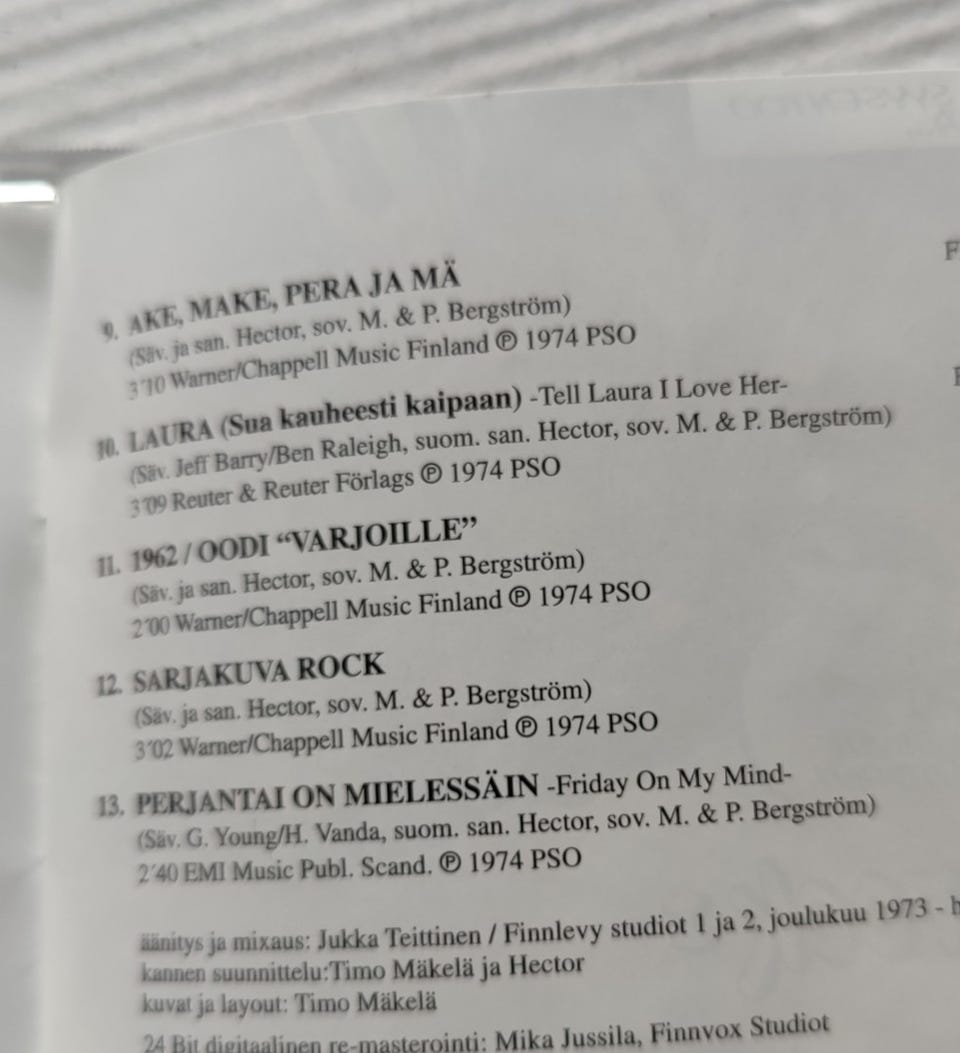 9. AKE, MAKE, PERA JA MÄ
(Säv. ja san. Hector, sov. M. & P. Bergström)
3´10 Warner/Chappell Music Finland ℗ 1974 PSO
10. LAURA (Sua kauheesti kaipaan) -Tell Laura I Love Her-
(Säv. Jeff Barry/Ben Raleigh, suom. san. Hector, sov. M. & P. Bergström)
3´09 Reuter & Reuter Förlags ℗ 1974 PSO
11. 1962 / OODI “VARJOILLE”
(Säv. ja san. Hector, sov. M. & P. Bergström)
2´00 Warner/Chappell Music Finland ℗ 1974 PSO
12. SARJAKUVA ROCK
(Säv. ja san. Hector, sov. M. & P. Bergström)
3´02 Warner/Chappell Music Finland ℗ 1974 PSO
13. PERJANTAI ON MIELESSÄIN -Friday On My Mind-
(Säv. G. Young/H. Vanda, suom. san. Hector, sov. M. & P. Bergström)
2´40 EMI Music Publ. Scand. ℗ 1974 PSO
äänitys ja mixaus: Jukka Teittinen / Finnlevy studiot 1 ja 2, joulukuu 1973 -
kannen suunnittelu:Timo Mäkelä ja Hector
kuvat ja layout: Timo Mäkelä
24 Bit digitaalinen re-masterointi: Mika Jussila, Finnvox Studiot